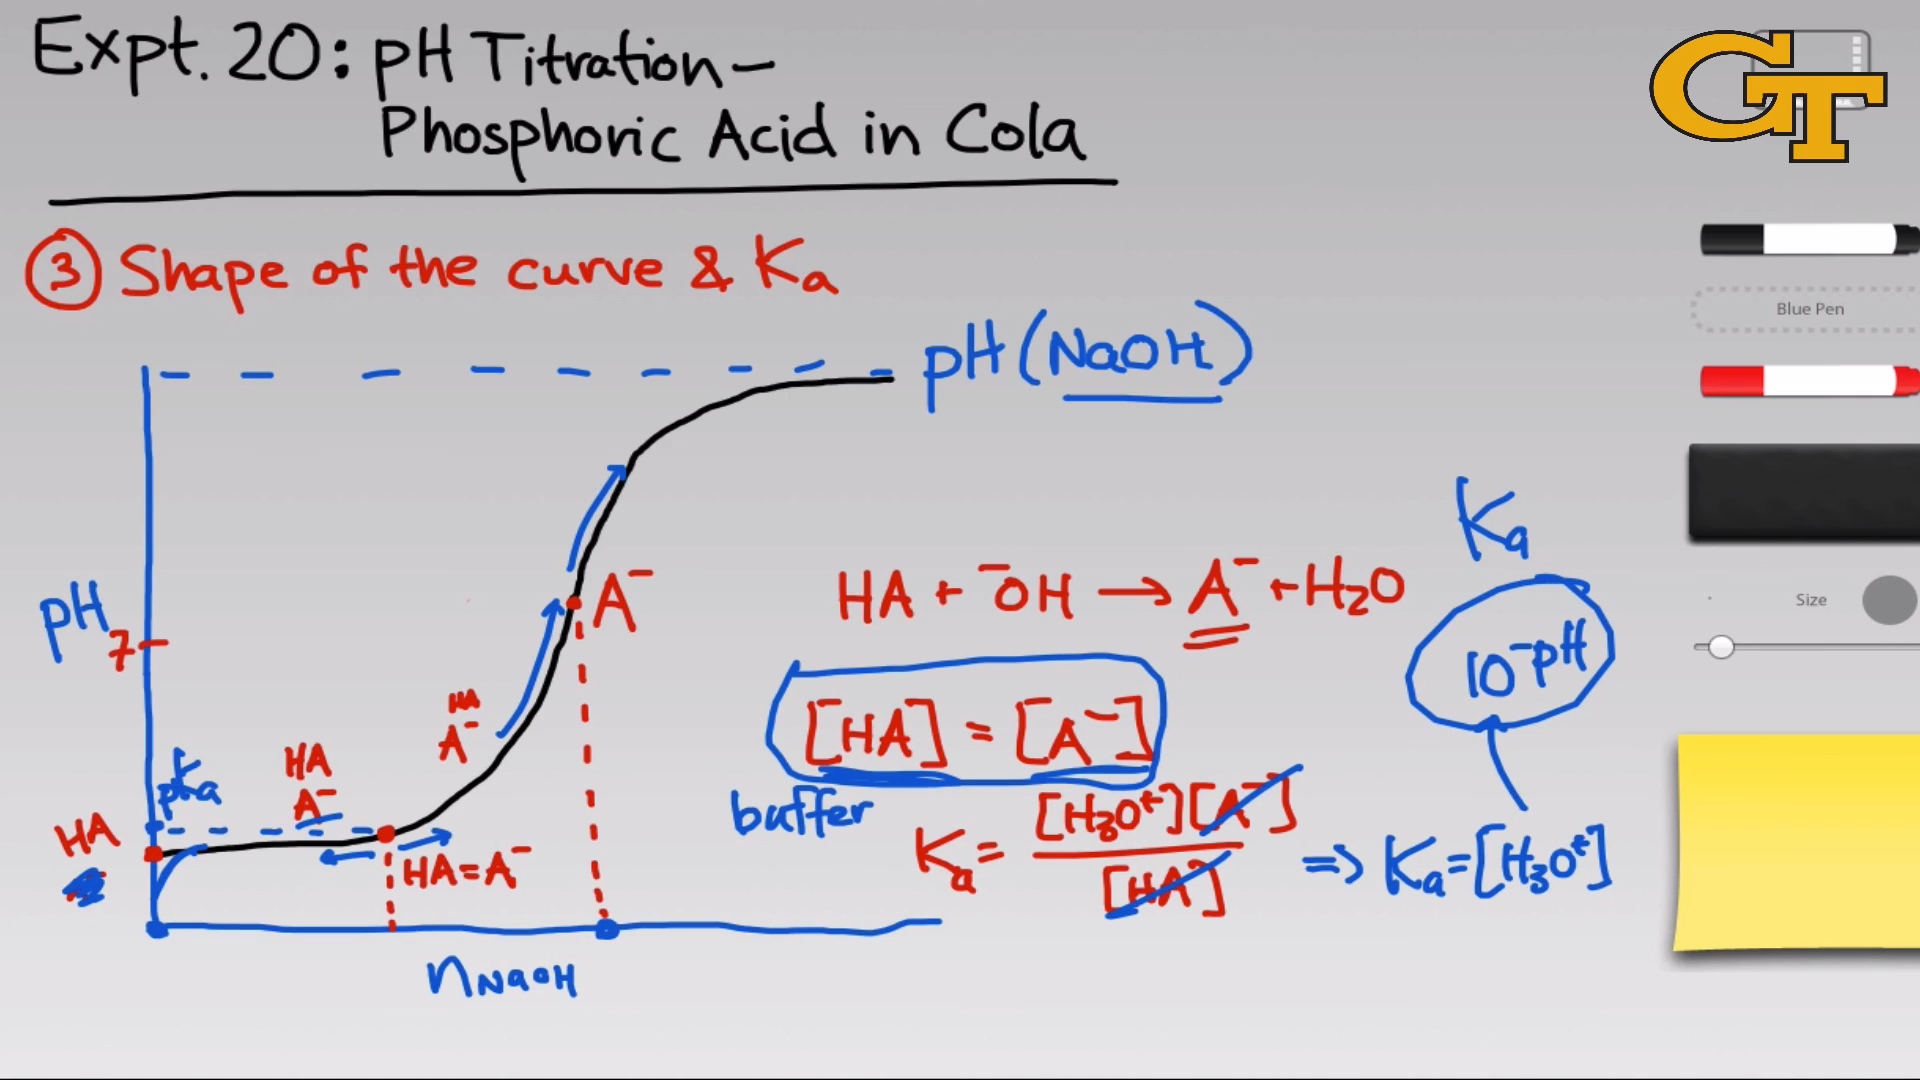 Expt. 20: pH Titration –
Phosphoric Acid in Cola
GT
③ Shape of the curve & Ka
pH (NaOH)
Blue Pen
Ka
HA + ⁻OH → A⁻ + H₂O
Size
pH
7
A⁻
10^-pH
HA
A⁻
[HA] = [A⁻]
HA
A⁻
pKa
buffer
HA
HA = A⁻
Ka = [H₃O⁺][A⁻] / [HA] ⇒ Ka = [H₃O⁺]
nNaOH